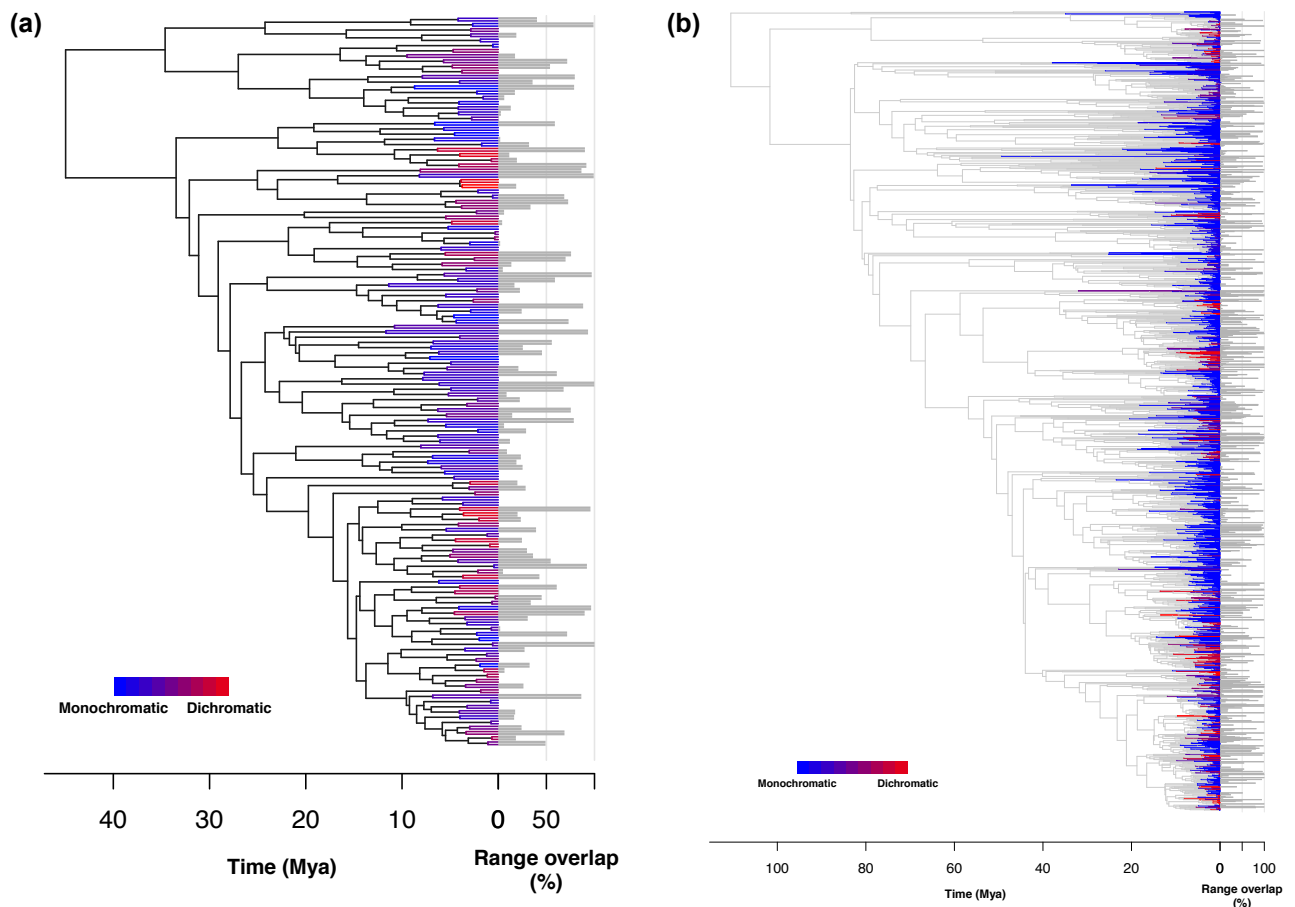 (a)
Monochromatic Dichromatic
40 30 20 10 0 50
Time (Mya)
Range overlap
(%)
(b)
Monochromatic Dichromatic
100 80 60 40 20 0 100
Time (Mya)
Range overlap
(%)